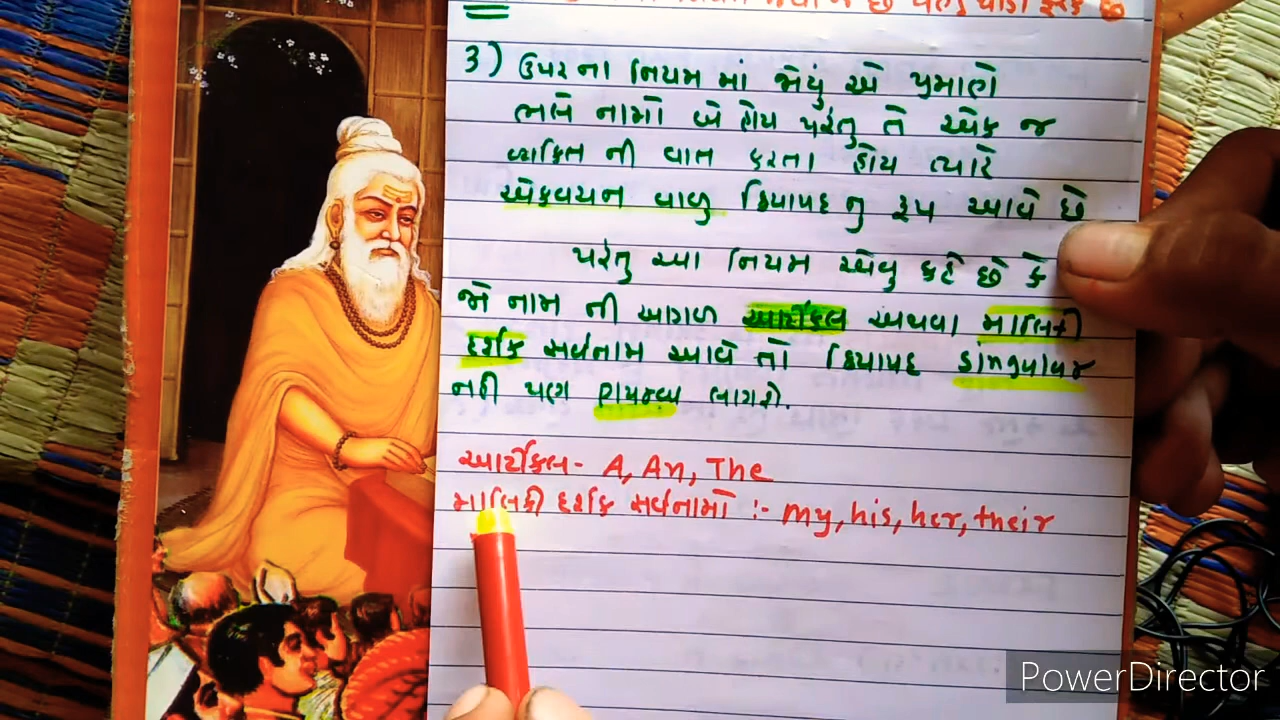 3) ઉપર ના નિયમ માં જોયું એ પ્રમાણે
ભલે નામો બે હોય પરંતુ તે એક જ
વ્યકિત ની વાત કરતા હોય ત્યારે
એકવચન વાળુ ક્રિયાપદ નુ રૂપ આવે છે
પરંતુ આ નિયમ એવુ કહે છે કે
જો નામ ની આગળ આર્ટીકલ અથવા માલિકી
દર્શક સર્વનામ આવે તો ક્રિયાપદ singular
નહી પણ લાગશે.
આર્ટીકલ- A, An, The
માલિકી દર્શક સર્વનામો :- my, his, her, their
PowerDirector